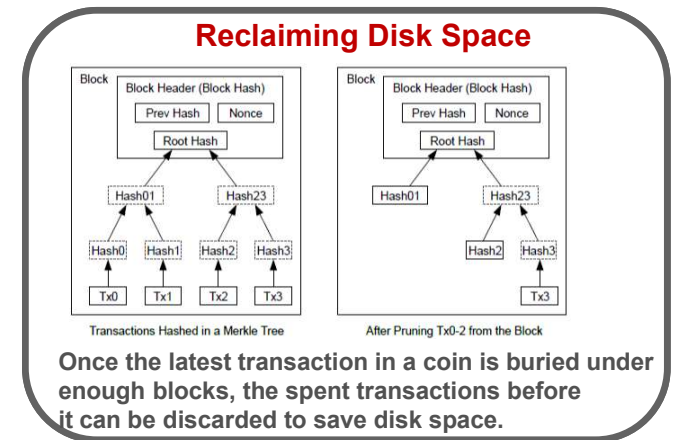 Reclaiming Disk Space
Block
Block Header (Block Hash)
Prev Hash
Nonce
Root Hash
Hash01
Hash23
Hash0
Hash1
Hash2
Hash3
Tx0
Tx1
Tx2
Tx3
Transactions Hashed in a Merkle Tree
Block
Block Header (Block Hash)
Prev Hash
Nonce
Root Hash
Hash01
Hash23
Hash2
Hash3
Tx3
After Pruning Tx0-2 from the Block
Once the latest transaction in a coin is buried under
enough blocks, the spent transactions before
it can be discarded to save disk space.